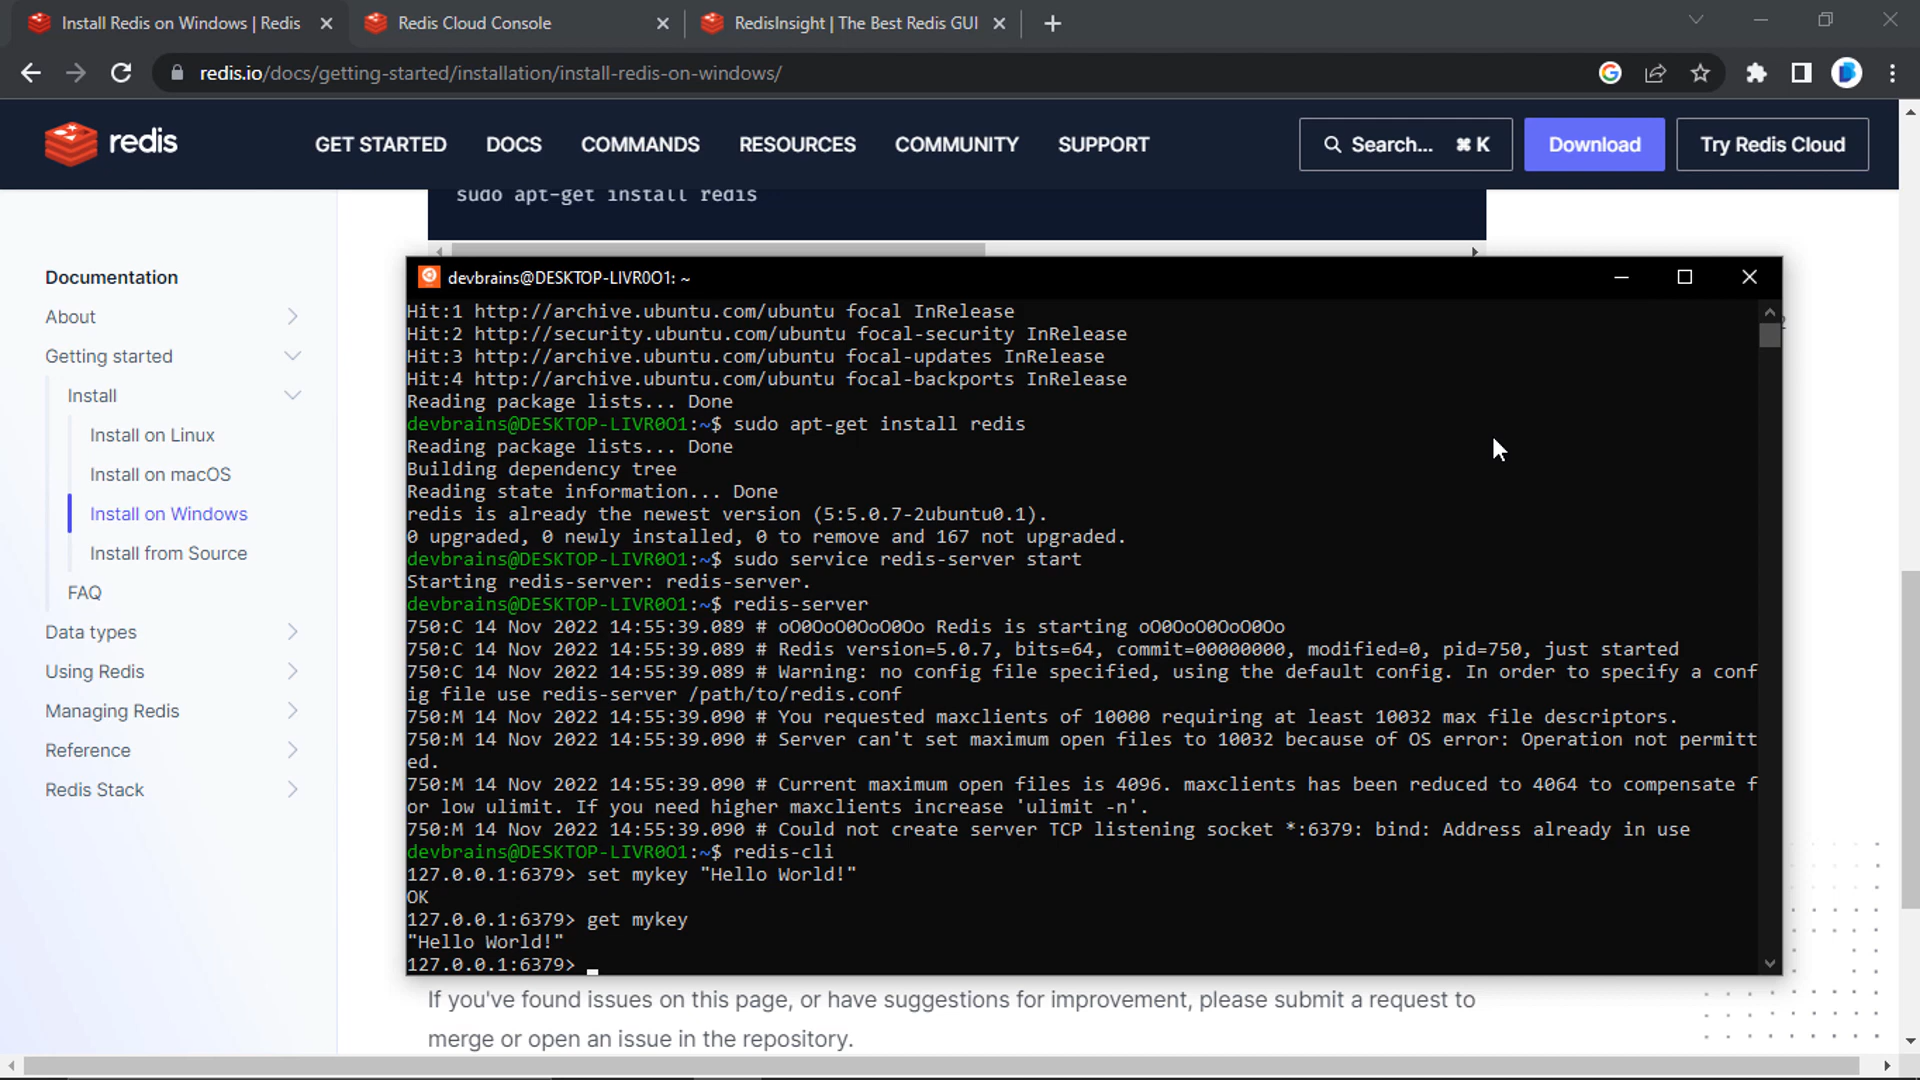 Install Redis on Windows | Redis
Redis Cloud Console
RedisInsight | The Best Redis GUI
redis.io/docs/getting-started/installation/install-redis-on-windows/
redis
GET STARTED
DOCS
COMMANDS
RESOURCES
COMMUNITY
SUPPORT
Search... ⌘ K
Download
Try Redis Cloud
sudo apt-get install redis
Documentation
About
Getting started
Install
Install on Linux
Install on macOS
Install on Windows
Install from Source
FAQ
Data types
Using Redis
Managing Redis
Reference
Redis Stack
devbrains@DESKTOP-LIVR0O1: ~
Hit:1 http://archive.ubuntu.com/ubuntu focal InRelease
Hit:2 http://security.ubuntu.com/ubuntu focal-security InRelease
Hit:3 http://archive.ubuntu.com/ubuntu focal-updates InRelease
Hit:4 http://archive.ubuntu.com/ubuntu focal-backports InRelease
Reading package lists... Done
devbrains@DESKTOP-LIVR0O1:~$ sudo apt-get install redis
Reading package lists... Done
Building dependency tree
Reading state information... Done
redis is already the newest version (5:5.0.7-2ubuntu0.1).
0 upgraded, 0 newly installed, 0 to remove and 167 not upgraded.
devbrains@DESKTOP-LIVR0O1:~$ sudo service redis-server start
Starting redis-server: redis-server.
devbrains@DESKTOP-LIVR0O1:~$ redis-server
750:C 14 Nov 2022 14:55:39.089 # oO0OoO0OoO0Oo Redis is starting oO0OoO0OoO0Oo
750:C 14 Nov 2022 14:55:39.089 # Redis version=5.0.7, bits=64, commit=00000000, modified=0, pid=750, just started
750:C 14 Nov 2022 14:55:39.089 # Warning: no config file specified, using the default config. In order to specify a conf
ig file use redis-server /path/to/redis.conf
750:M 14 Nov 2022 14:55:39.090 # You requested maxclients of 10000 requiring at least 10032 max file descriptors.
750:M 14 Nov 2022 14:55:39.090 # Server can't set maximum open files to 10032 because of OS error: Operation not permitt
ed.
750:M 14 Nov 2022 14:55:39.090 # Current maximum open files is 4096. maxclients has been reduced to 4064 to compensate f
or low ulimit. If you need higher maxclients increase 'ulimit -n'.
750:M 14 Nov 2022 14:55:39.090 # Could not create server TCP listening socket *:6379: bind: Address already in use
devbrains@DESKTOP-LIVR0O1:~$ redis-cli
127.0.0.1:6379> set mykey "Hello World!"
OK
127.0.0.1:6379> get mykey
"Hello World!"
127.0.0.1:6379>
If you've found issues on this page, or have suggestions for improvement, please submit a request to
merge or open an issue in the repository.